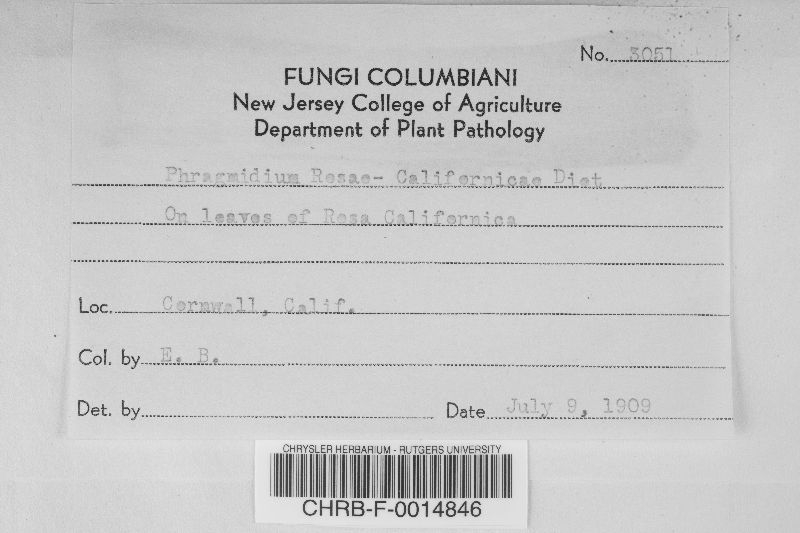 No. 3051
FUNGI COLUMBIANI
New Jersey College of Agriculture
Department of Plant Pathology
Phragmidium Rosae- Californicae Diet
On leaves of Rosa Californica
Loc. Cornwall, Calif.
Col. by E. B.
Det. by
Date July 9, 1909
CHRYSLER HERBARIUM - RUTGERS UNIVERSITY
CHRB-F-0014846